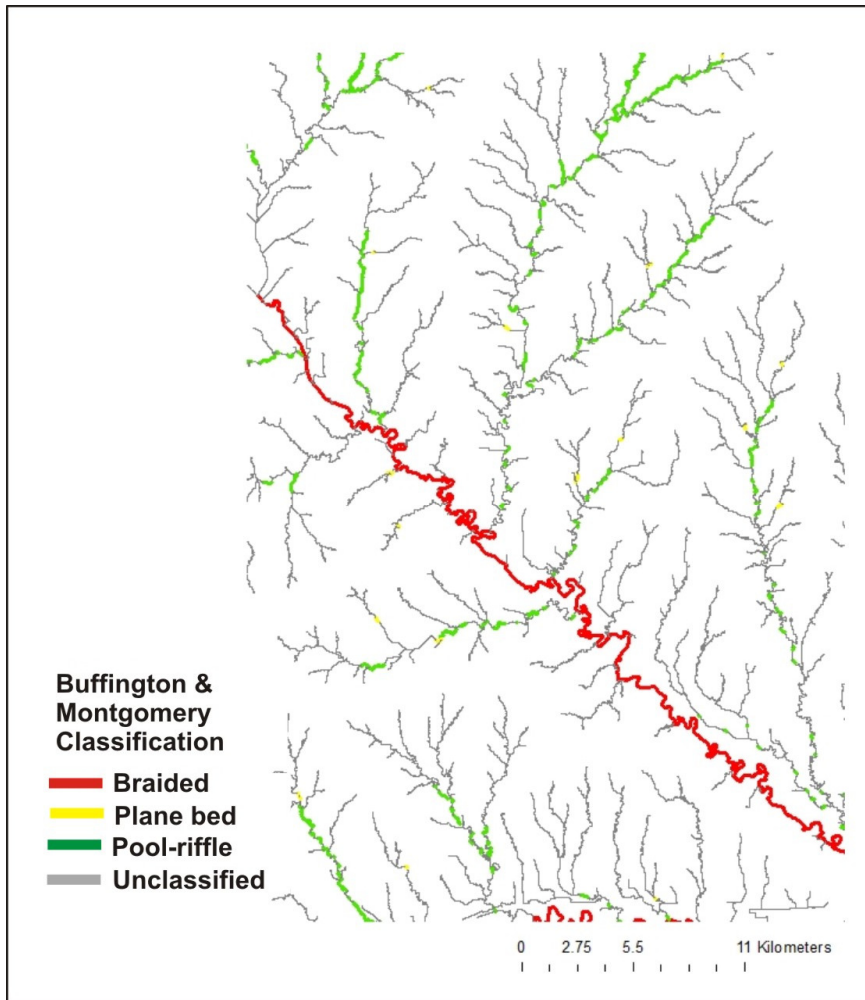 Buffington &
Montgomery
Classification
Braided
Plane bed
Pool-riffle
Unclassified
0 2.75 5.5 11 Kilometers